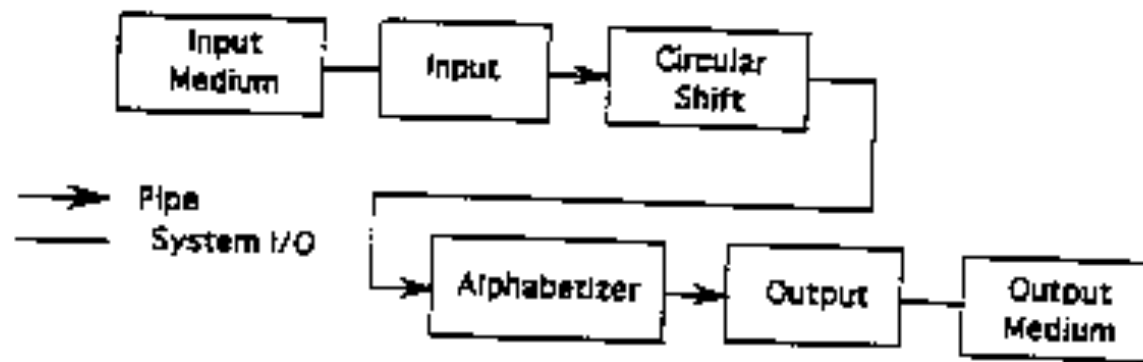 Input
Medium
Input
Circular
Shift
Pipe
System I/O
Alphabetizer
Output
Output
Medium